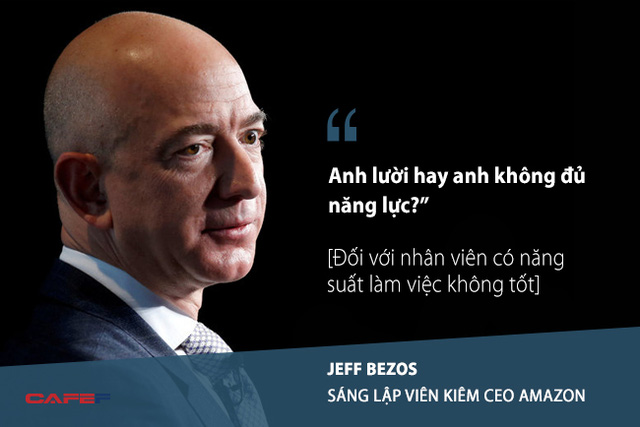 “
Anh lười hay anh không đủ
năng lực?”
[Đối với nhân viên có năng
suất làm việc không tốt]
JEFF BEZOS
SÁNG LẬP VIÊN KIÊM CEO AMAZON
CAFEF